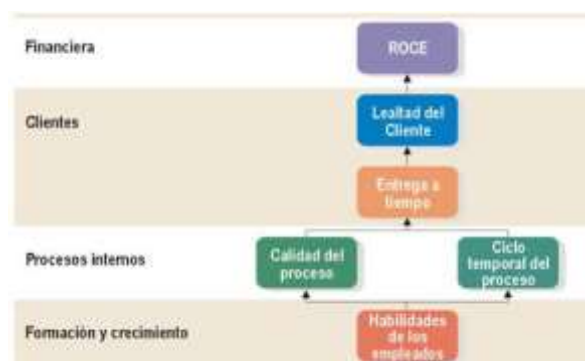 Financiera
ROCE
Clientes
Lealtad del
Cliente
Entrega a
tiempo
Procesos internos
Calidad del
proceso
Ciclo
temporal del
proceso
Formación y crecimiento
Habilidades
de los
empleados